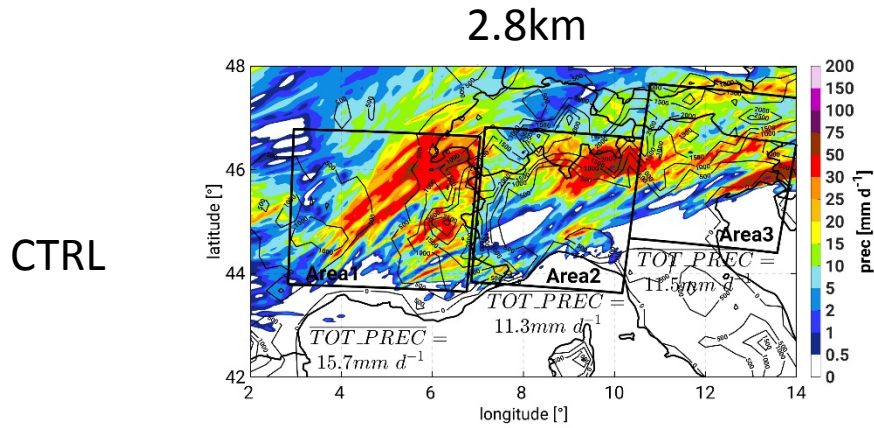 2.8km
CTRL
48
46
44
42
latitude [°]
2 4 6 8 10 12 14
longitude [°]
Area1
Area2
Area3
TOT_PREC =
15.7mm d⁻¹
TOT_PREC =
11.3mm d⁻¹
TOT_PREC =
11.5mm d⁻¹
200
150
100
75
50
30
25
20
15
10
5
2
1
0.5
0
prec [mm d⁻¹]